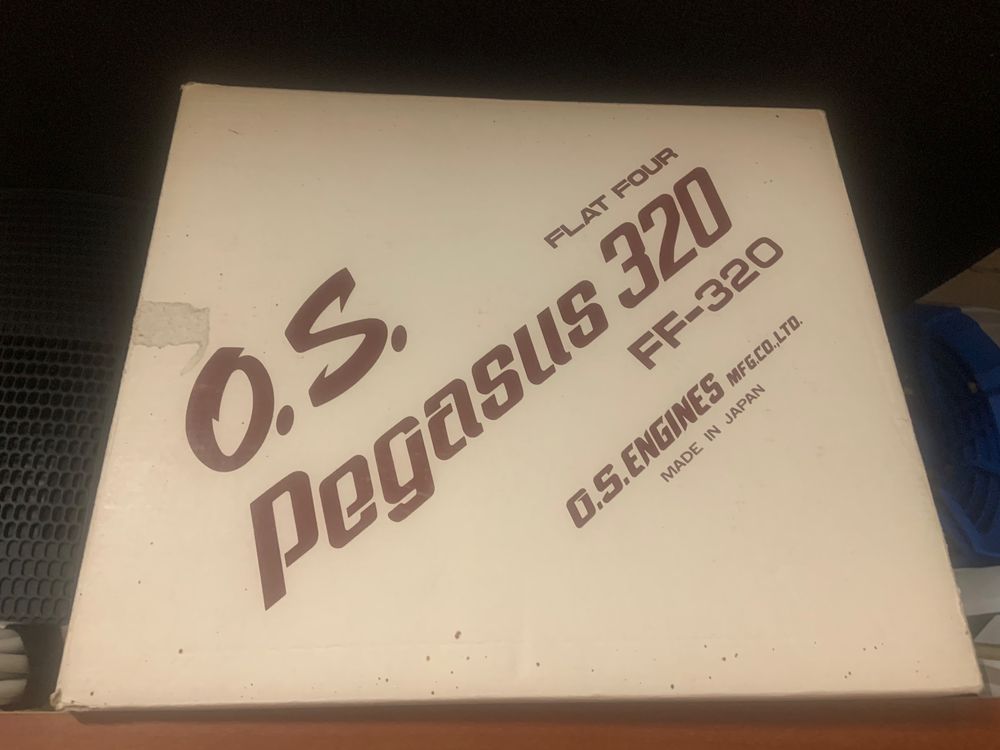 O.S.
FLAT FOUR
Pegasus 320
FF-320
O.S.ENGINES MFG.CO.,LTD.
MADE IN JAPAN